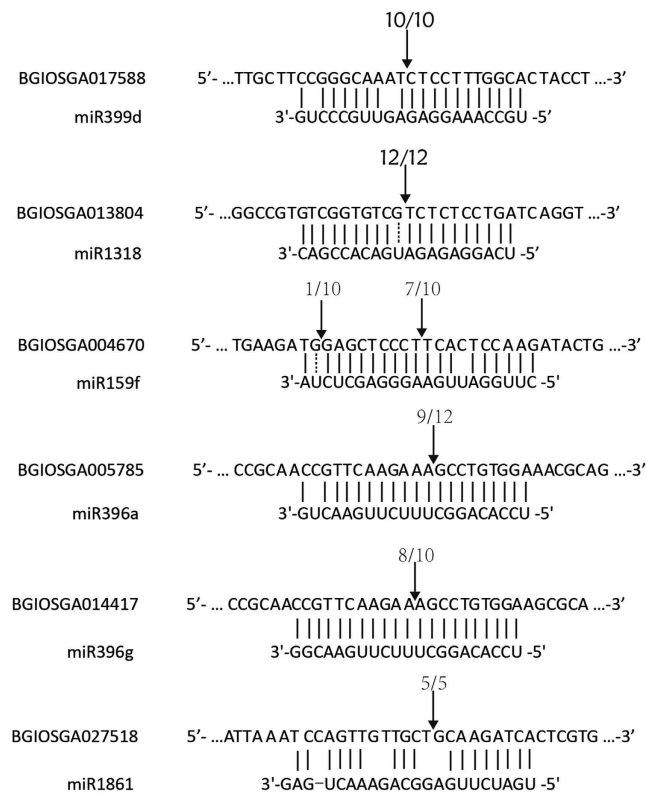 10/10
BGIOSGA017588 5'- ...TTGCTTCCGGGCAAATCTCCTTTGGCACTACCT ...-3'
miR399d 3'-GUCCCGUUGAGAGGAAACCGU -5'
12/12
BGIOSGA013804 5'- ...GGCCGTGTCGGTGTCGTCTCTCCTGATCAGGT ...-3'
miR1318 3'-CAGCCACAGUAGAGAGGACU -5'
1/10 7/10
BGIOSGA004670 5'- ... TGAAGATGGAGCTCCCTTCACTCCAAGATACTG ...-3'
miR159f 3'-AUCUCGAGGGAAGUUAGGUUC -5'
9/12
BGIOSGA005785 5'- ... CCGCAACCGTTCAAGAAAGCCTGTGGAAACGCAG ...-3'
miR396a 3'-GUCAAGUUCUUUCGGACACCU -5'
8/10
BGIOSGA014417 5'- ... CCGCAACCGTTCAAGAAAGCCTGTGGAAGCGCA ...-3'
miR396g 3'-GGCAAGUUCUUUCGGACACCU -5'
5/5
BGIOSGA027518 5'- ...ATTAAATCCAGTTGTTGCTGCAAGATCACTCGTG ...-3'
miR1861 3'-GAG-UCAAAGACGGAGUUCUAGU -5'